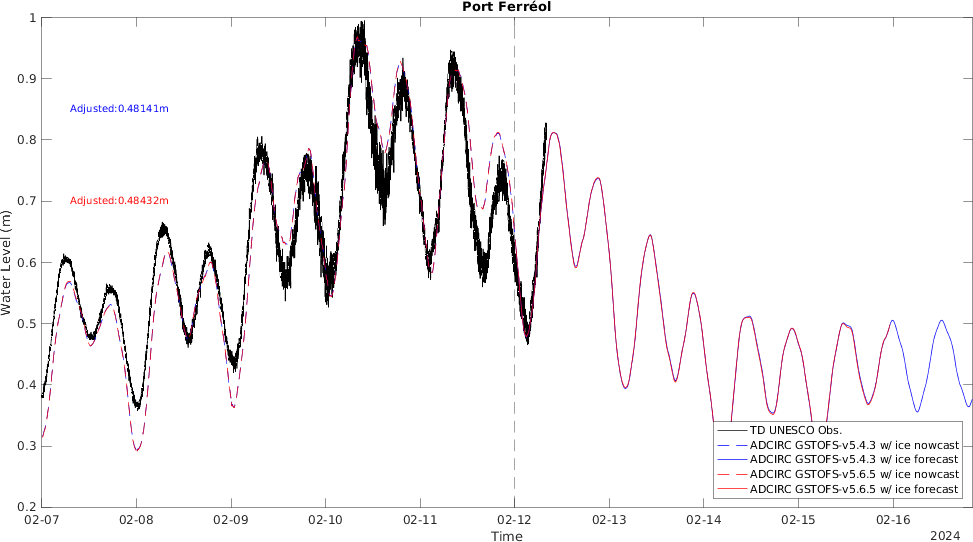 Port Ferréol
Water Level (m)
1
0.9
0.8
0.7
0.6
0.5
0.4
0.3
0.2
Adjusted:0.48141m
Adjusted:0.48432m
TD UNESCO Obs.
ADCIRC GSTOFS-v5.4.3 w/ ice nowcast
ADCIRC GSTOFS-v5.4.3 w/ ice forecast
ADCIRC GSTOFS-v5.6.5 w/ ice nowcast
ADCIRC GSTOFS-v5.6.5 w/ ice forecast
02-07 02-08 02-09 02-10 02-11 02-12 02-13 02-14 02-15 02-16
Time
2024